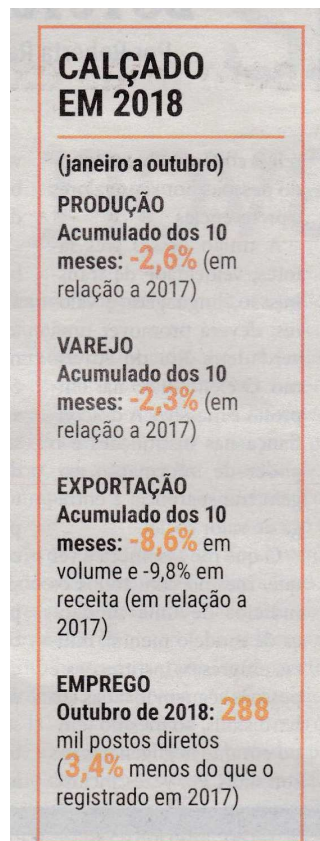 CALÇADO
EM 2018
(janeiro a outubro)
PRODUÇÃO
Acumulado dos 10
meses: -2,6% (em
relação a 2017)
VAREJO
Acumulado dos 10
meses: -2,3% (em
relação a 2017)
EXPORTAÇÃO
Acumulado dos 10
meses: -8,6% em
volume e -9,8% em
receita (em relação a
2017)
EMPREGO
Outubro de 2018: 288
mil postos diretos
(3,4% menos do que o
registrado em 2017)